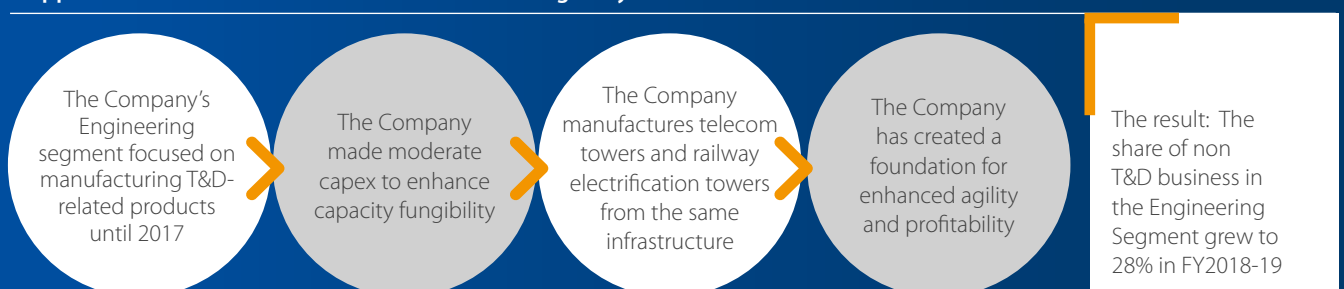 The Company's
Engineering
segment focused on
manufacturing T&D-
related products
until 2017
The Company
made moderate
capex to enhance
capacity fungibility
The Company
manufactures telecom
towers and railway
electrification towers
from the same
infrastructure
The Company
has created a
foundation for
enhanced agility
and profitability
The result: The
share of non
T&D business in
the Engineering
Segment grew to
28% in FY2018-19